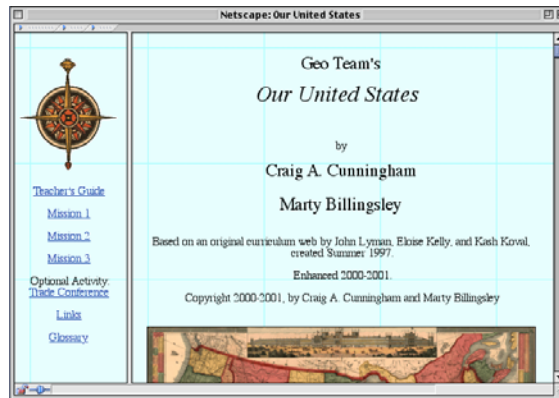 Netscape: Our United States
Teacher's Guide
Mission 1
Mission 2
Mission 3
Optional Activity:
Trade Conference
Links
Glossary
Geo Team's
Our United States
by
Craig A. Cunningham
Marty Billingsley
Based on an original curriculum web by John Lyman, Eloise Kelly, and Kash Koval,
created Summer 1997.
Enhanced 2000-2001.
Copyright 2000-2001, by Craig A. Cunningham and Marty Billingsley